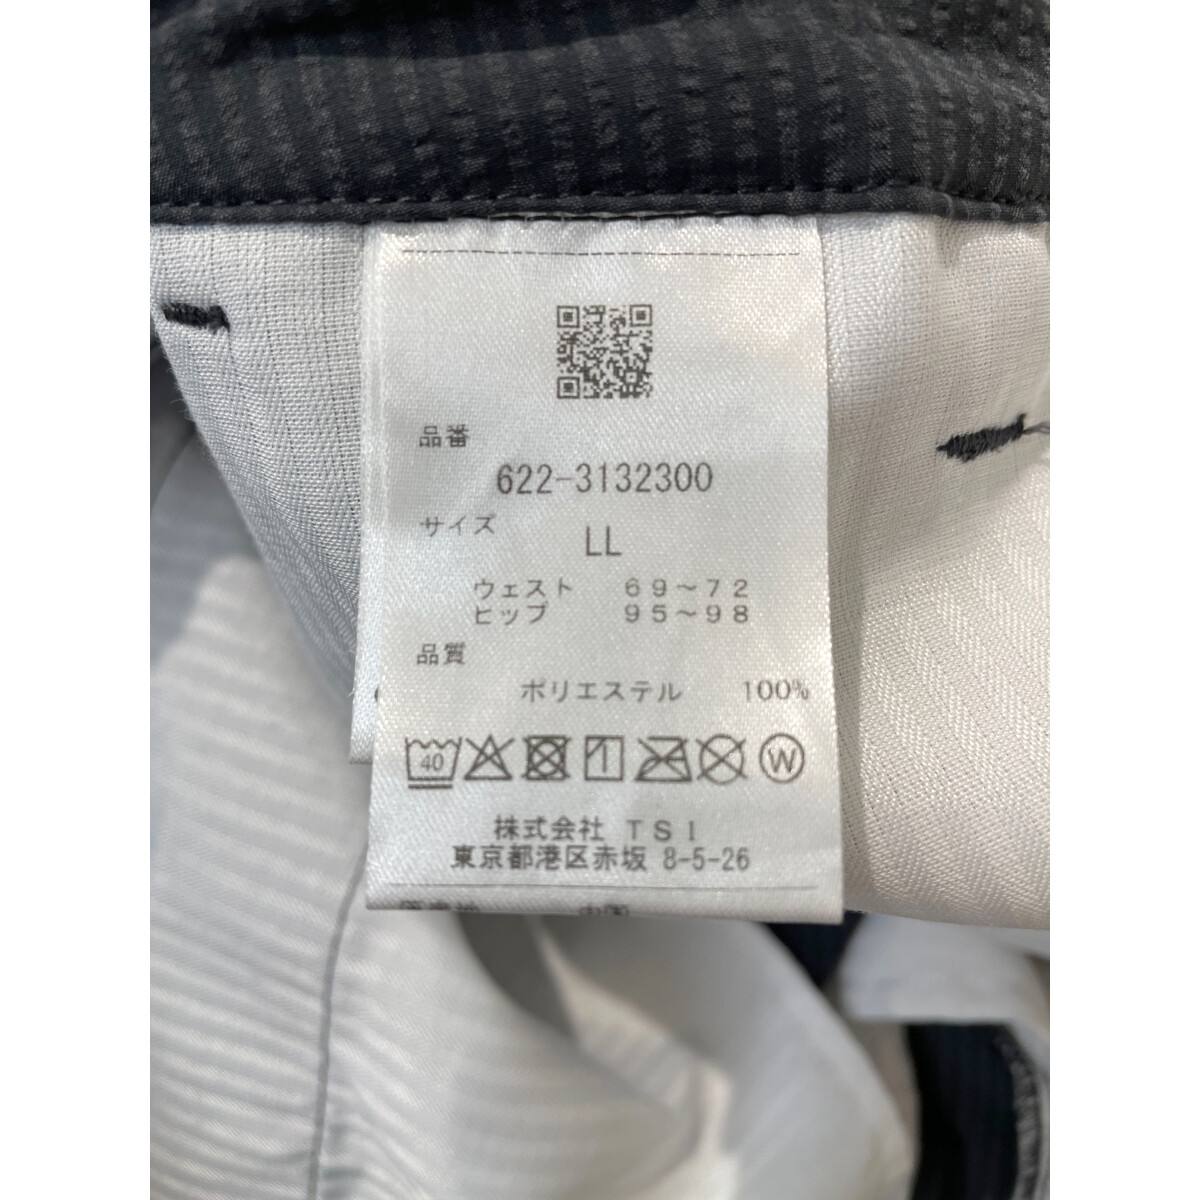 品番
622-3132300
サイズ
LL
ウェスト 69～72
ヒップ 95～98
品質
ポリエステル 100%
40
W
株式会社 TSI
東京都港区赤坂 8-5-26